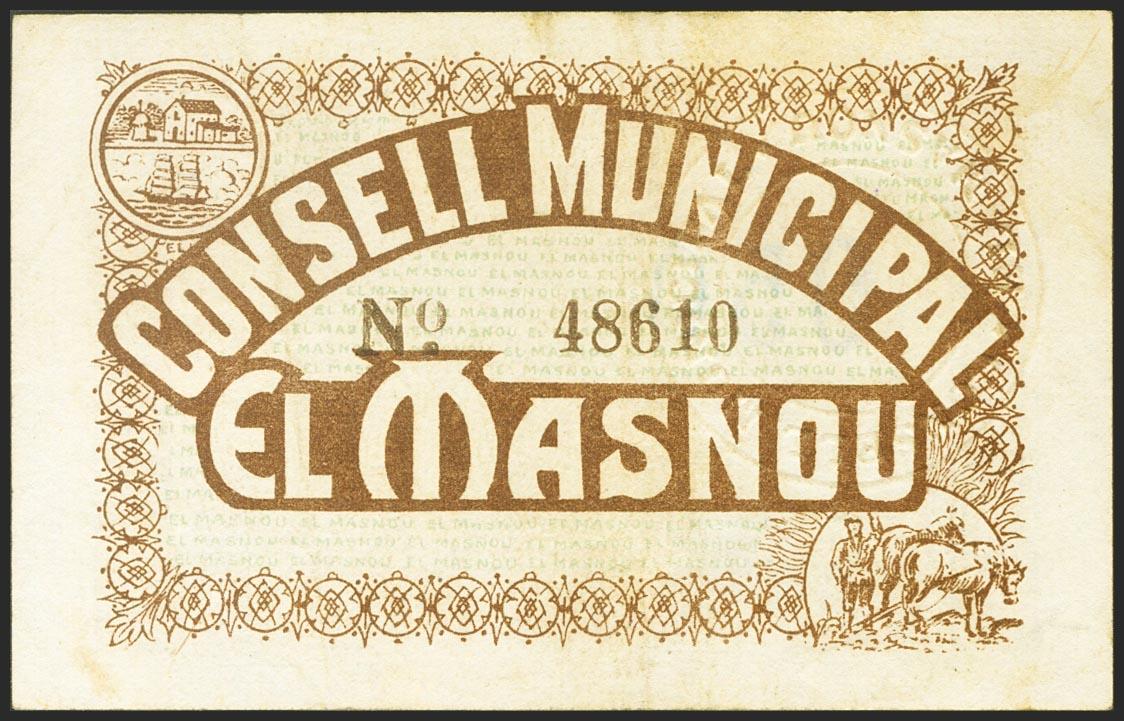 CONSELL MUNICIPAL
Nº 48610
EL MASNOU